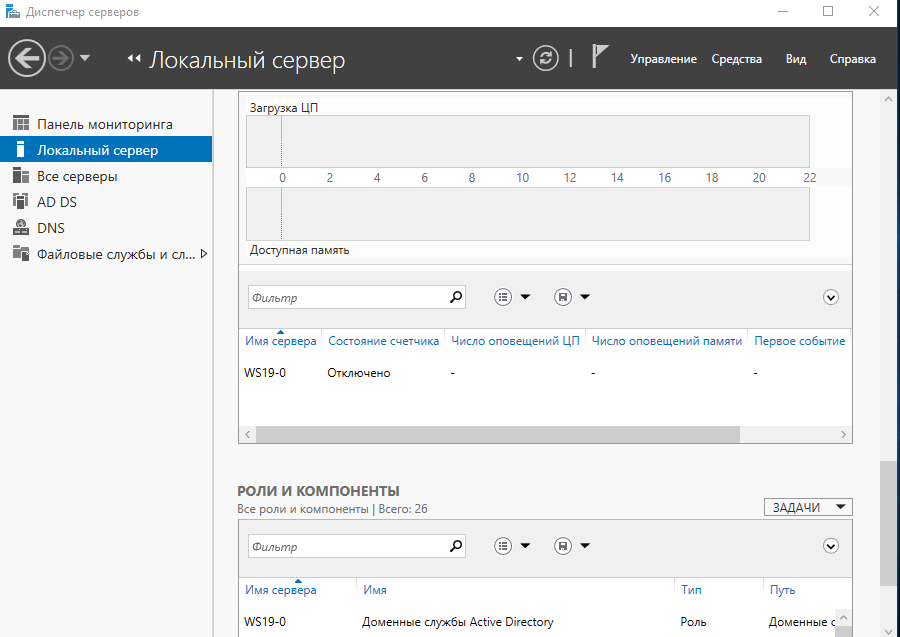 Диспетчер серверов
Локальный сервер
Управление Средства Вид Справка
Панель мониторинга
Локальный сервер
Все серверы
AD DS
DNS
Файловые службы и сл...
Загрузка ЦП
0 2 4 6 8 10 12 14 16 18 20 22
Доступная память
Фильтр
Имя сервера Состояние счетчика Число оповещений ЦП Число оповещений памяти Первое событие
WS19-0 Отключено - - -
РОЛИ И КОМПОНЕНТЫ
Все роли и компоненты | Всего: 26
ЗАДАЧИ
Фильтр
Имя сервера Имя Тип Путь
WS19-0 Доменные службы Active Directory Роль Доменные с